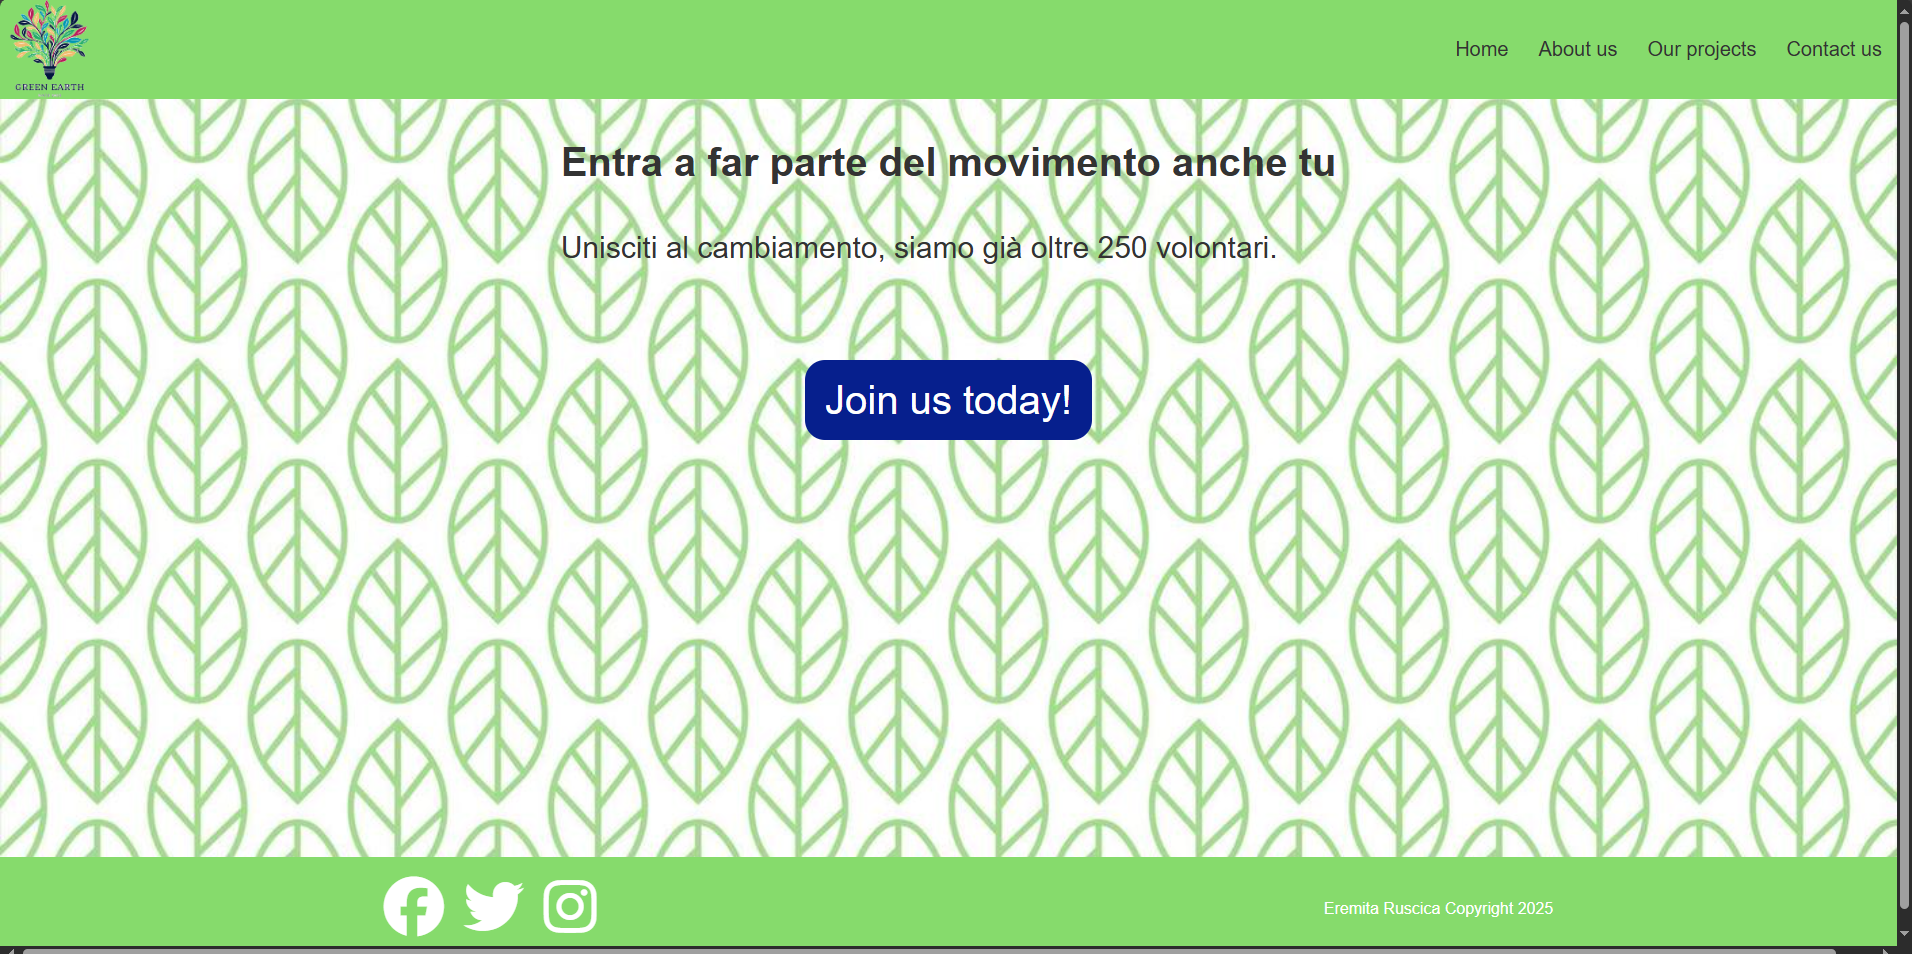 GREEN EARTH
Home
About us
Our projects
Contact us
Entra a far parte del movimento anche tu
Unisciti al cambiamento, siamo già oltre 250 volontari.
Join us today!
Eremita Ruscica Copyright 2025